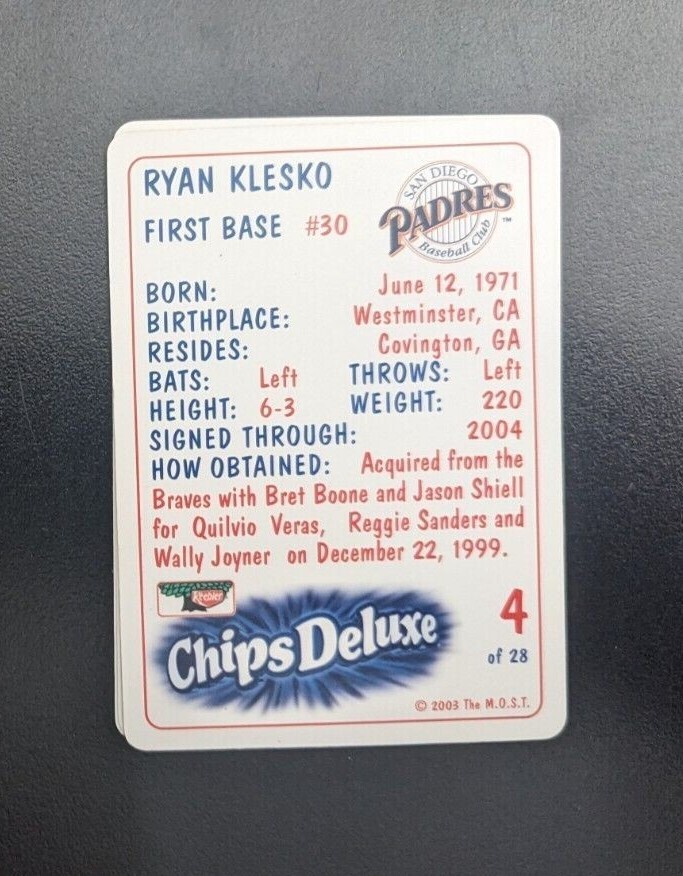 RYAN KLESKO
FIRST BASE #30
SAN DIEGO
PADRES ™
Baseball Club
BORN: June 12, 1971
BIRTHPLACE: Westminster, CA
RESIDES: Covington, GA
BATS: Left THROWS: Left
HEIGHT: 6-3 WEIGHT: 220
SIGNED THROUGH: 2004
HOW OBTAINED: Acquired from the
Braves with Bret Boone and Jason Shiell
for Quilvio Veras, Reggie Sanders and
Wally Joyner on December 22, 1999.
Keebler
Chips Deluxe
4
of 28
© 2003 The M.O.S.T.